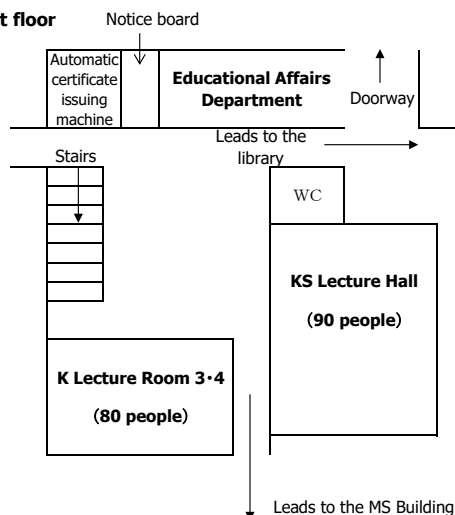 t floor
Notice board
Automatic
certificate
issuing
machine
Educational Affairs
Department
Doorway
Leads to the
library
Stairs
WC
KS Lecture Hall
（90 people）
K Lecture Room 3・4
（80 people）
Leads to the MS Building